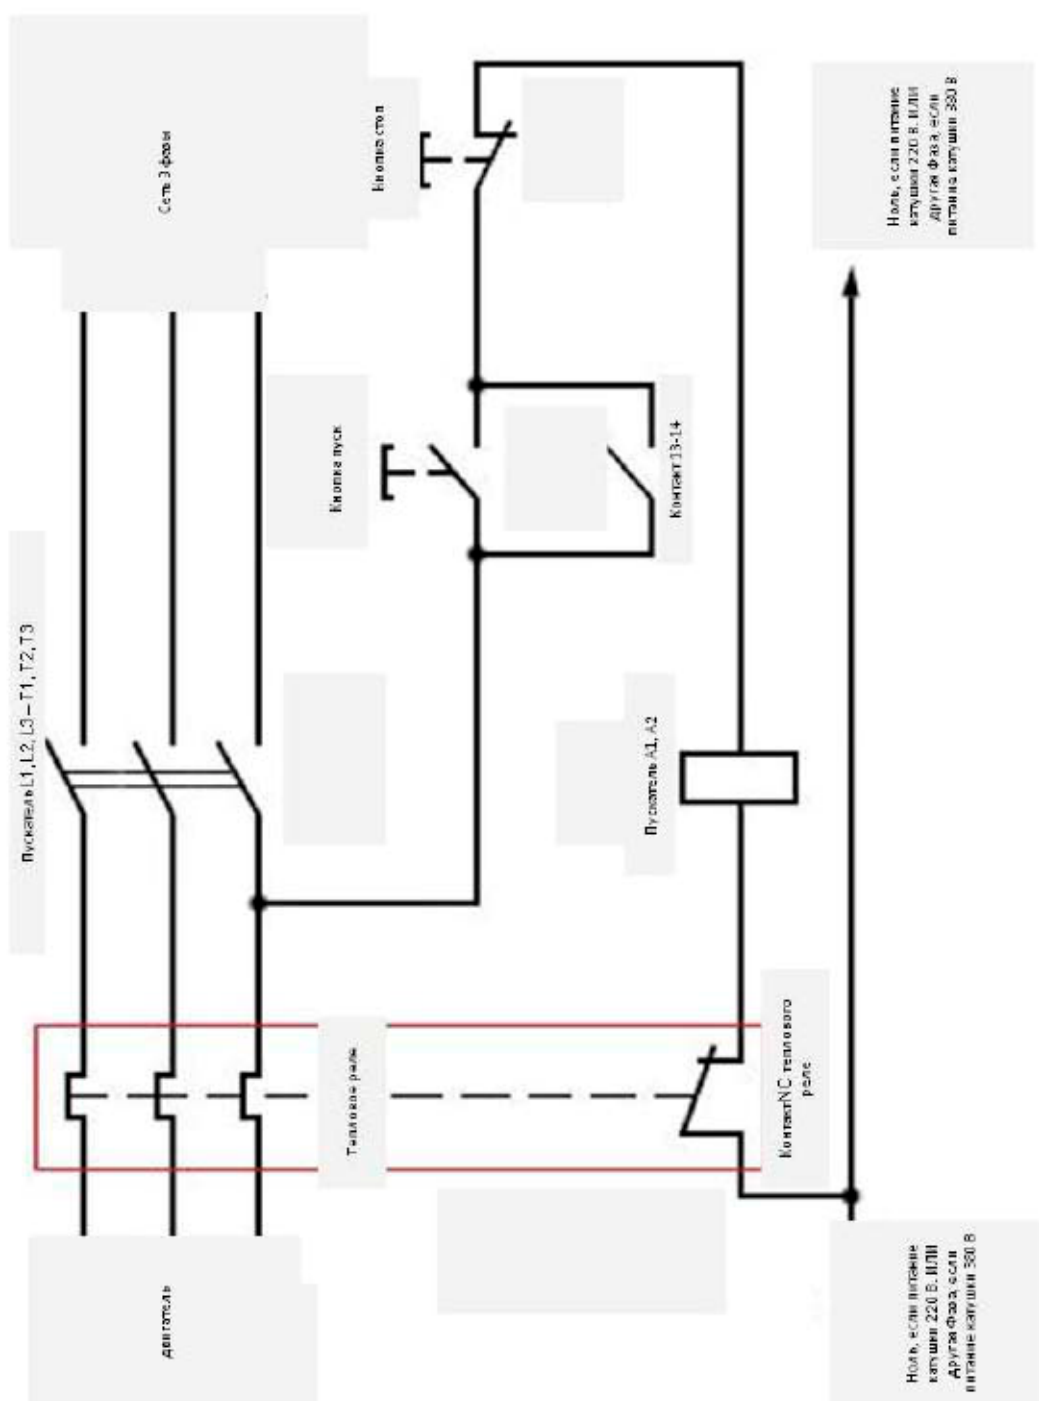 Сеть 3 фазы
Кнопка стоп
Ноль, если питание
катушки 220 В. ИЛИ
Другая Фаза, если
питание катушки 380 В
Кнопка пуск
Контакт 13-14
Пускатель L1, L2, L3 – T1, T2, T3
Пускатель A1, A2
Тепловое реле
Контакт NC теплового
реле
двигатель
Ноль, если питание
катушки 220 В. ИЛИ
Другая Фаза, если
питание катушки 380 В